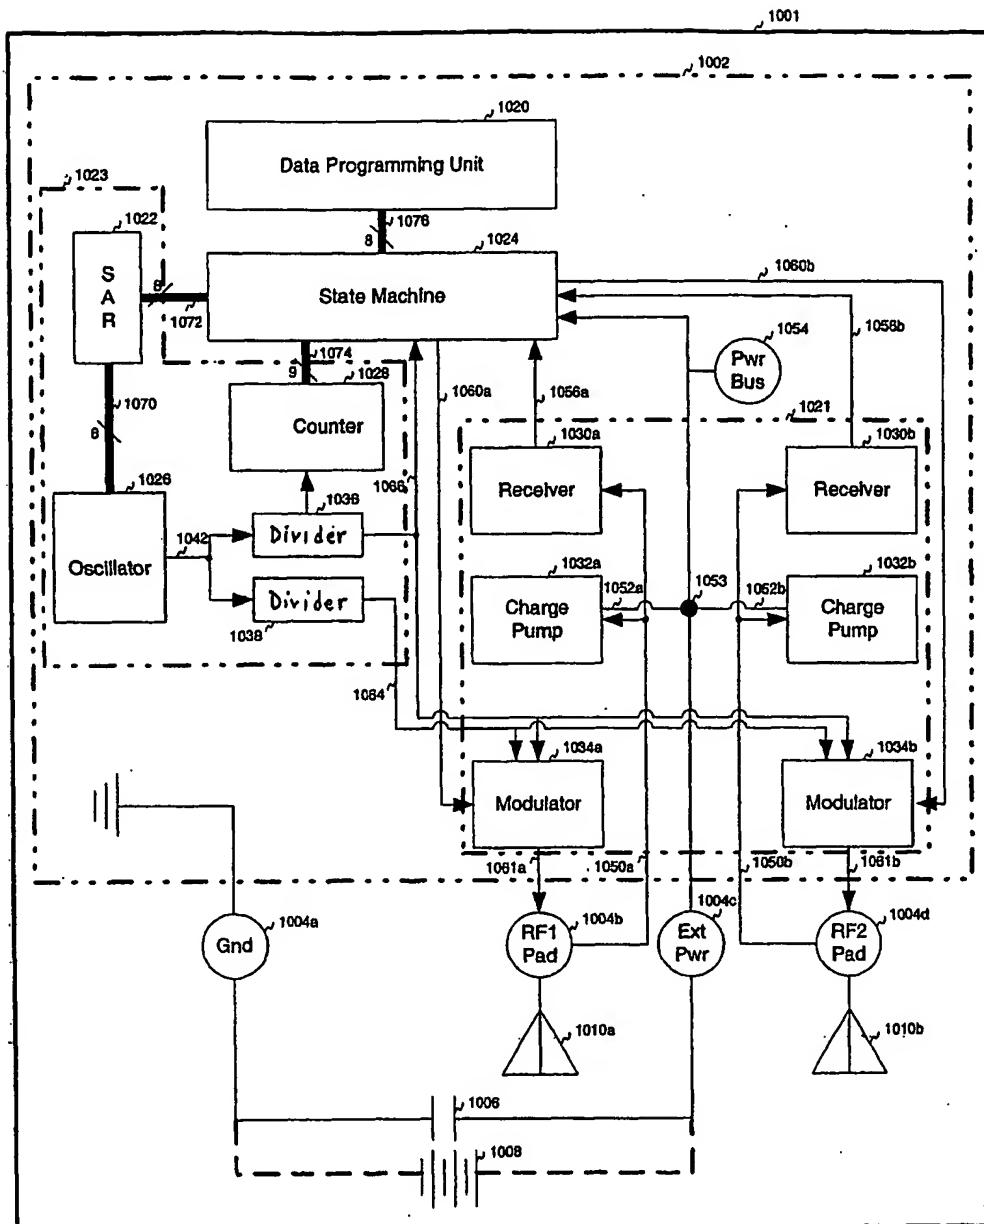 1001
1002
1020
Data Programming Unit
1023
1022
1076
8
1024
S
A
R
8
1072
State Machine
1060b
1054
Pwr
Bus
1058b
1074
9
1028
1060a
1056a
1021
1070
8
Counter
1030a
1030b
Receiver
Receiver
1026
1066
1036
1042
Divider
Oscillator
1032a
1053
1032b
1052a
1052b
Charge
Pump
Charge
Pump
Divider
1038
1064
1034a
1034b
Modulator
Modulator
1061a
1050a
1050b
1061b
1004a
Gnd
1004b
RF1
Pad
1004c
Ext
Pwr
1004d
RF2
Pad
1010a
1010b
1006
1008